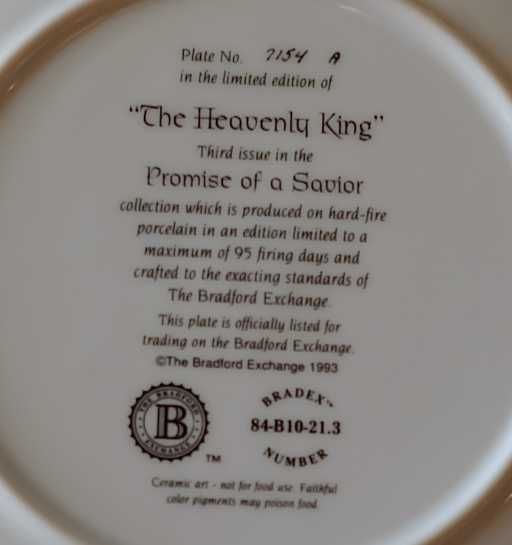 Plate No. 7154 A
in the limited edition of
"The Heavenly King"
Third issue in the
Promise of a Savior
collection which is produced on hard-fire
porcelain in an edition limited to a
maximum of 95 firing days and
crafted to the exacting standards of
The Bradford Exchange.
This plate is officially listed for
trading on the Bradford Exchange.
©The Bradford Exchange 1993
THE BRADFORD
B
EXCHANGE
TM
BRADEX™
84-B10-21.3
NUMBER
Ceramic art - not for food use. Faithful
color pigments may poison food.